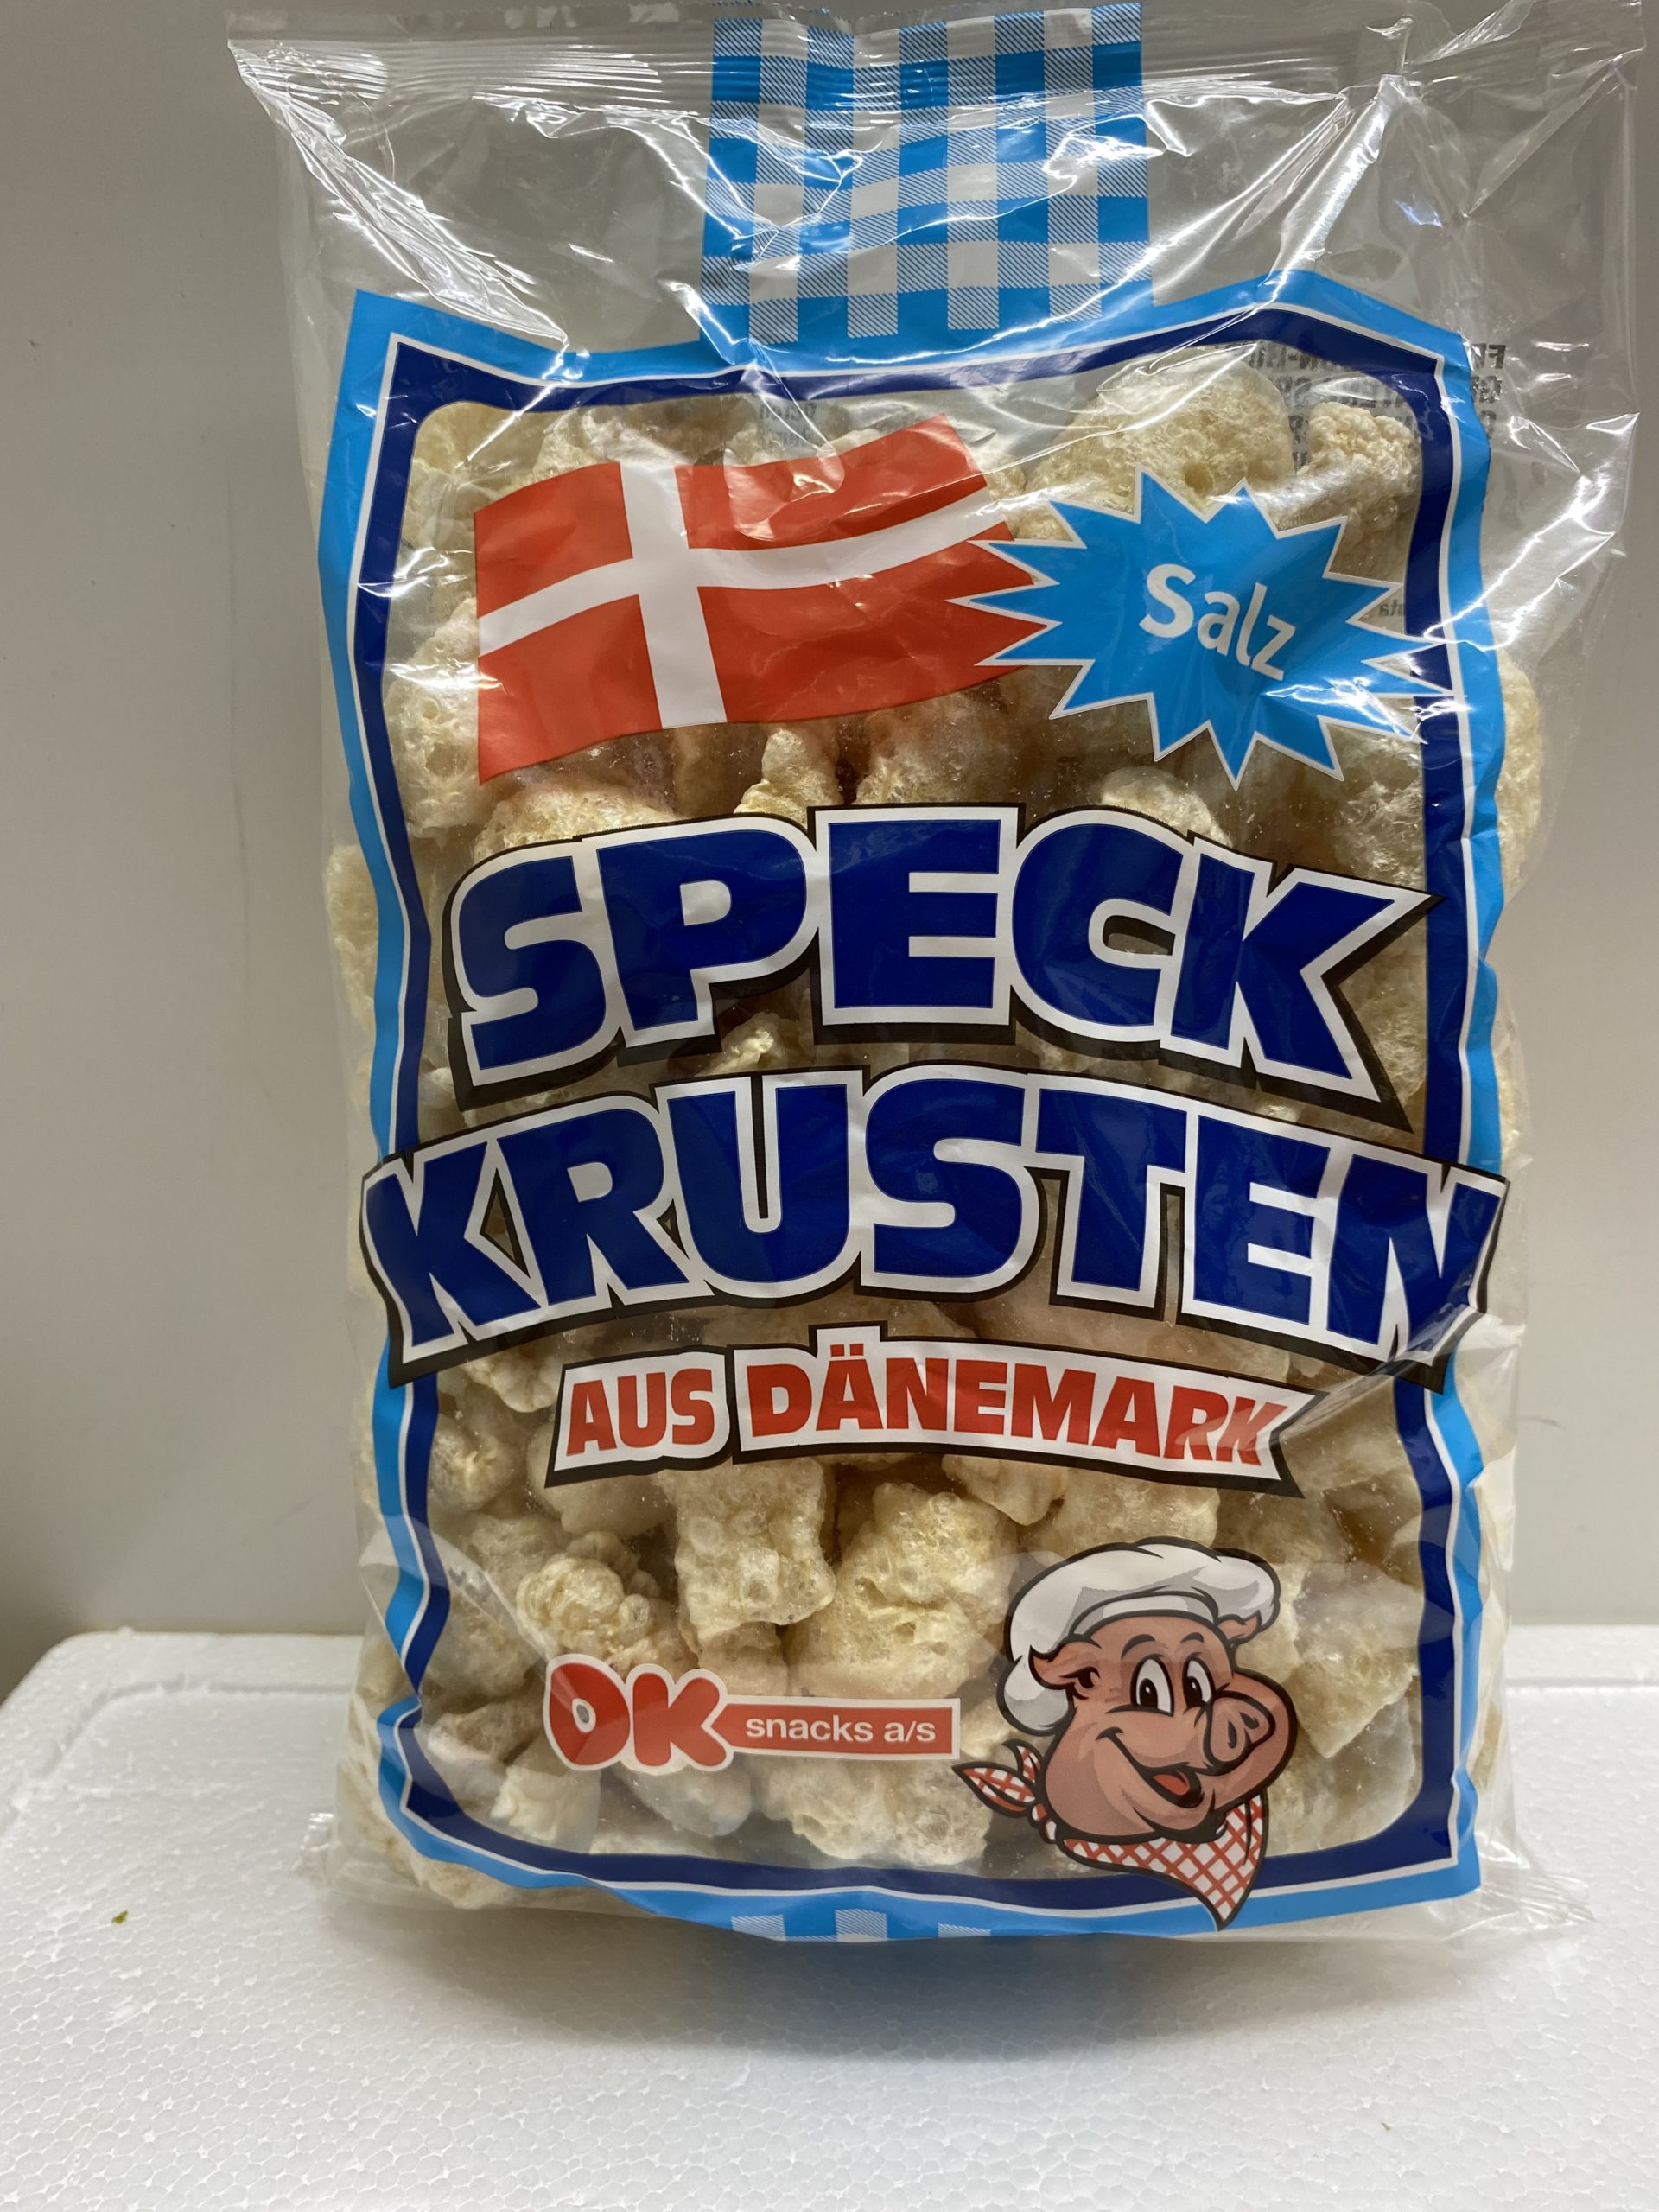 Salz
SPECK
KRUSTEN
AUS DÄNEMARK
OK snacks a/s